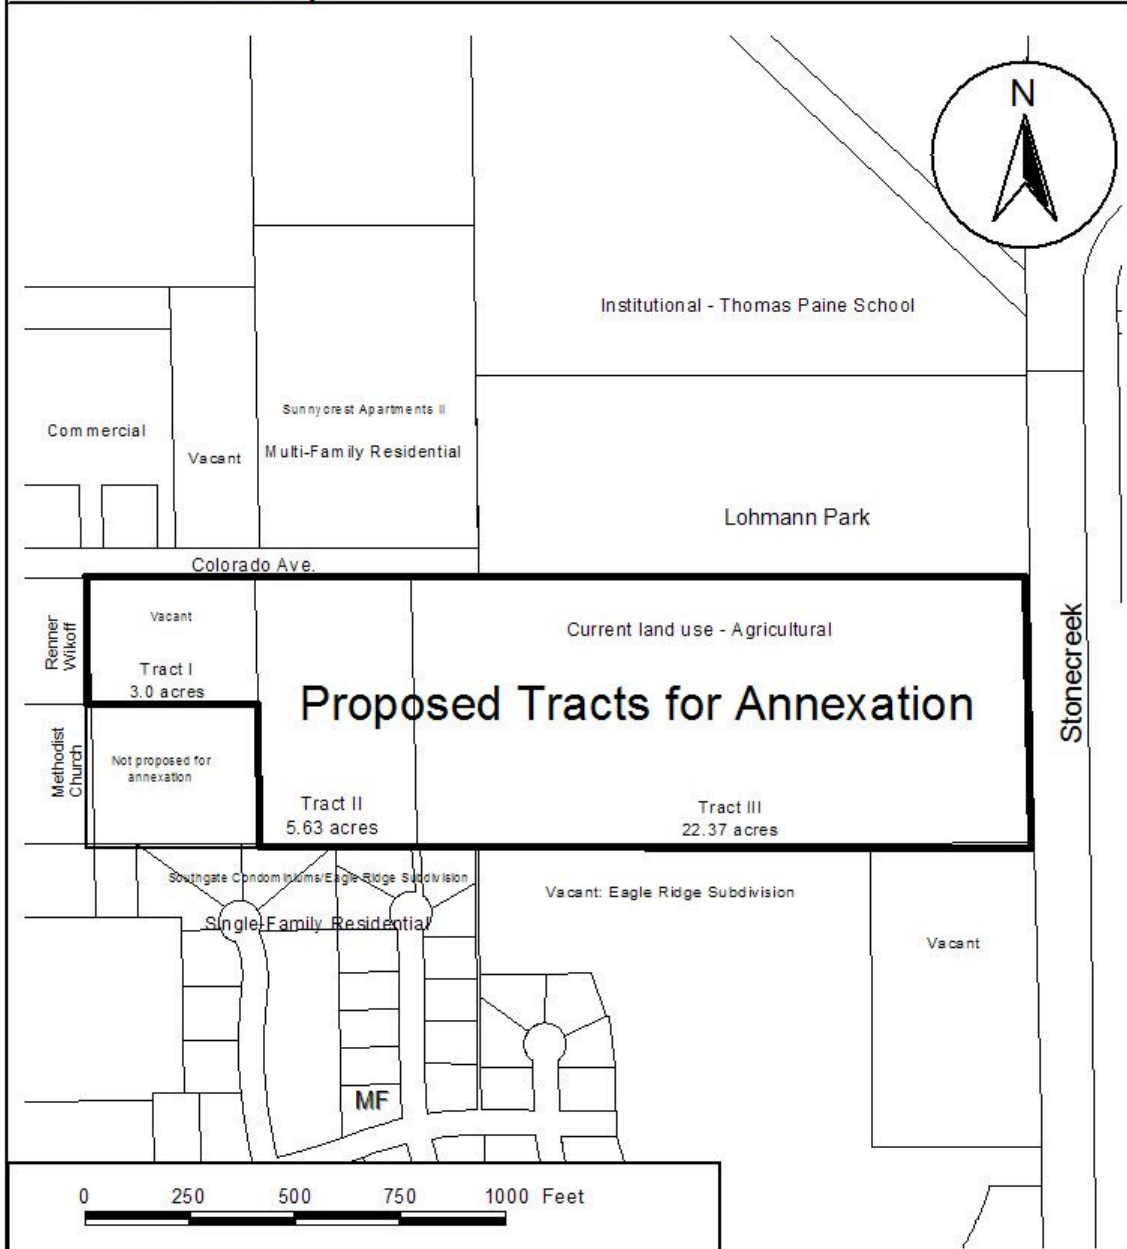 N
Institutional - Thomas Paine School
Sunnycrest Apartments II
Commercial
Multi-Family Residential
Vacant
Lohmann Park
Colorado Ave.
Renner
Wikoff
Vacant
Current land use - Agricultural
Stonecreek
Tract I
3.0 acres
Proposed Tracts for Annexation
Methodist
Church
Not proposed for
annexation
Tract II
5.63 acres
Tract III
22.37 acres
Southgate Condominiums/Eagle Ridge Subdivision
Vacant: Eagle Ridge Subdivision
Single-Family Residential
Vacant
MF
0 250 500 750 1000 Feet